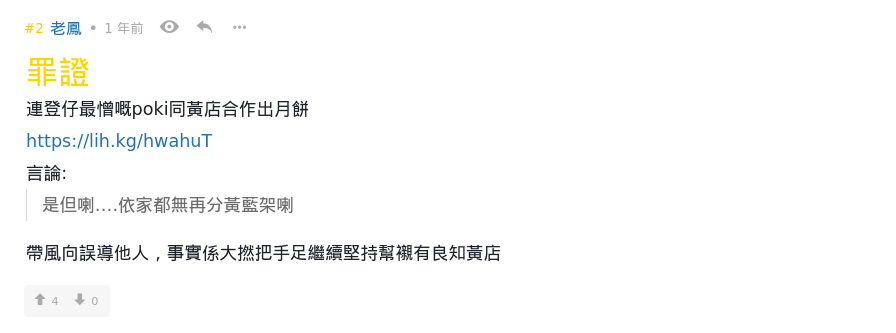 #2 老鳳 • 1 年前
罪證
連登仔最憎嘅poki同黃店合作出月餅
https://lih.kg/hwahuT
言論:
是但喇....依家都無再分黃藍架喇
帶風向誤導他人，事實係大撚把手足繼續堅持幫襯有良知黃店
4 0